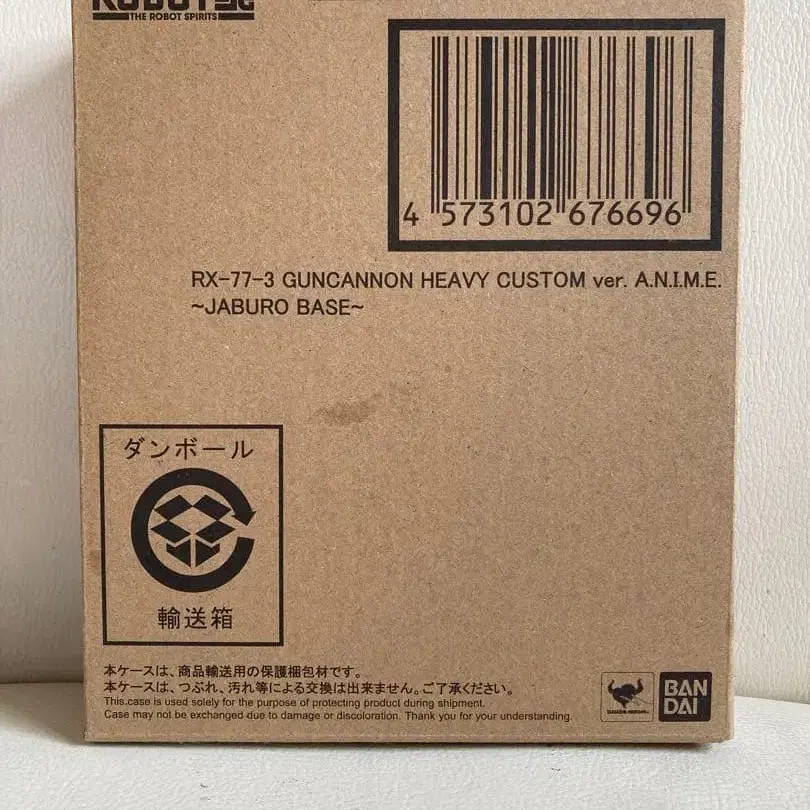 THE ROBOT SPIRITS
4 573102 676696
RX-77-3 GUNCANNON HEAVY CUSTOM ver. A.N.I.M.E.
~JABURO BASE~
ダンボール
輸送箱
本ケースは、商品輸送用の保護梱包材です。
本ケースは、つぶれ、汚れ等による交換は出来ません。ご了承ください。
This.case is used solely for the purpose of protecting product during shipment.
Case may not be exchanged due to damage or discoloration. Thank you for your understanding.
BAN
DAI